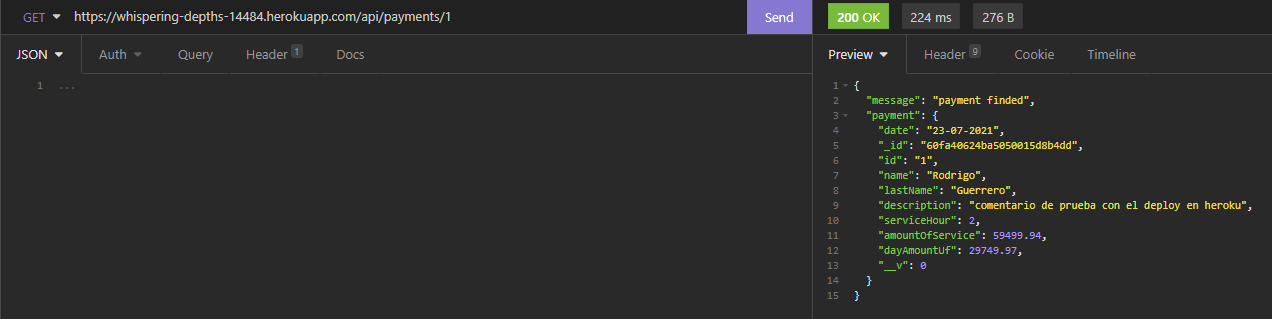 GET https://whispering-depths-14484.herokuapp.com/api/payments/1 Send 200 OK 224 ms 276 B
JSON Auth Query Header 1 Docs Preview Header 9 Cookie Timeline
1 ...
1 {
2 "message": "payment finded",
3 "payment": {
4 "date": "23-07-2021",
5 "_id": "60fa40624ba5050015d8b4dd",
6 "id": "1",
7 "name": "Rodrigo",
8 "lastName": "Guerrero",
9 "description": "comentario de prueba con el deploy en heroku",
10 "serviceHour": 2,
11 "amountOfService": 59499.94,
12 "dayAmountUf": 29749.97,
13 "__v": 0
14 }
15 }